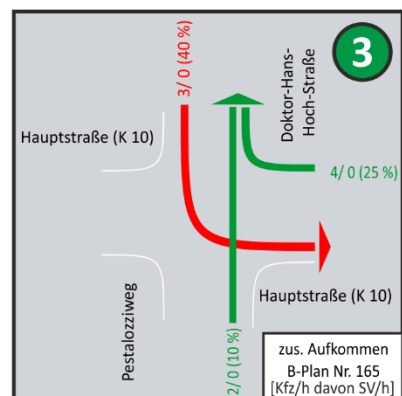 3
3/ 0 (40 %)
Doktor-Hans-
Hoch-Straße
Hauptstraße (K 10)
4/ 0 (25 %)
Pestalozziweg
2/ 0 (10 %)
Hauptstraße (K 10)
zus. Aufkommen
B-Plan Nr. 165
[Kfz/h davon SV/h]